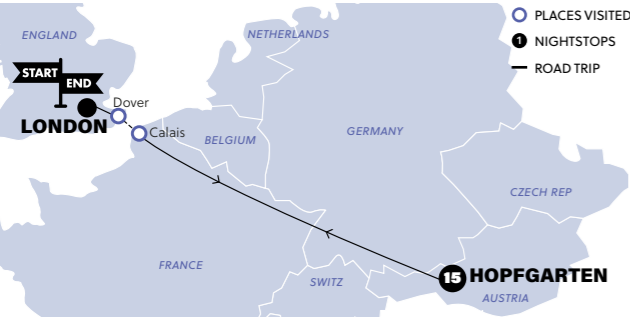 PLACES VISITED
1 NIGHTSTOPS
ROAD TRIP
ENGLAND
NETHERLANDS
START
END
Dover
LONDON
Calais
BELGIUM
GERMANY
CZECH REP
FRANCE
SWITZ
15 HOPFGARTEN
AUSTRIA